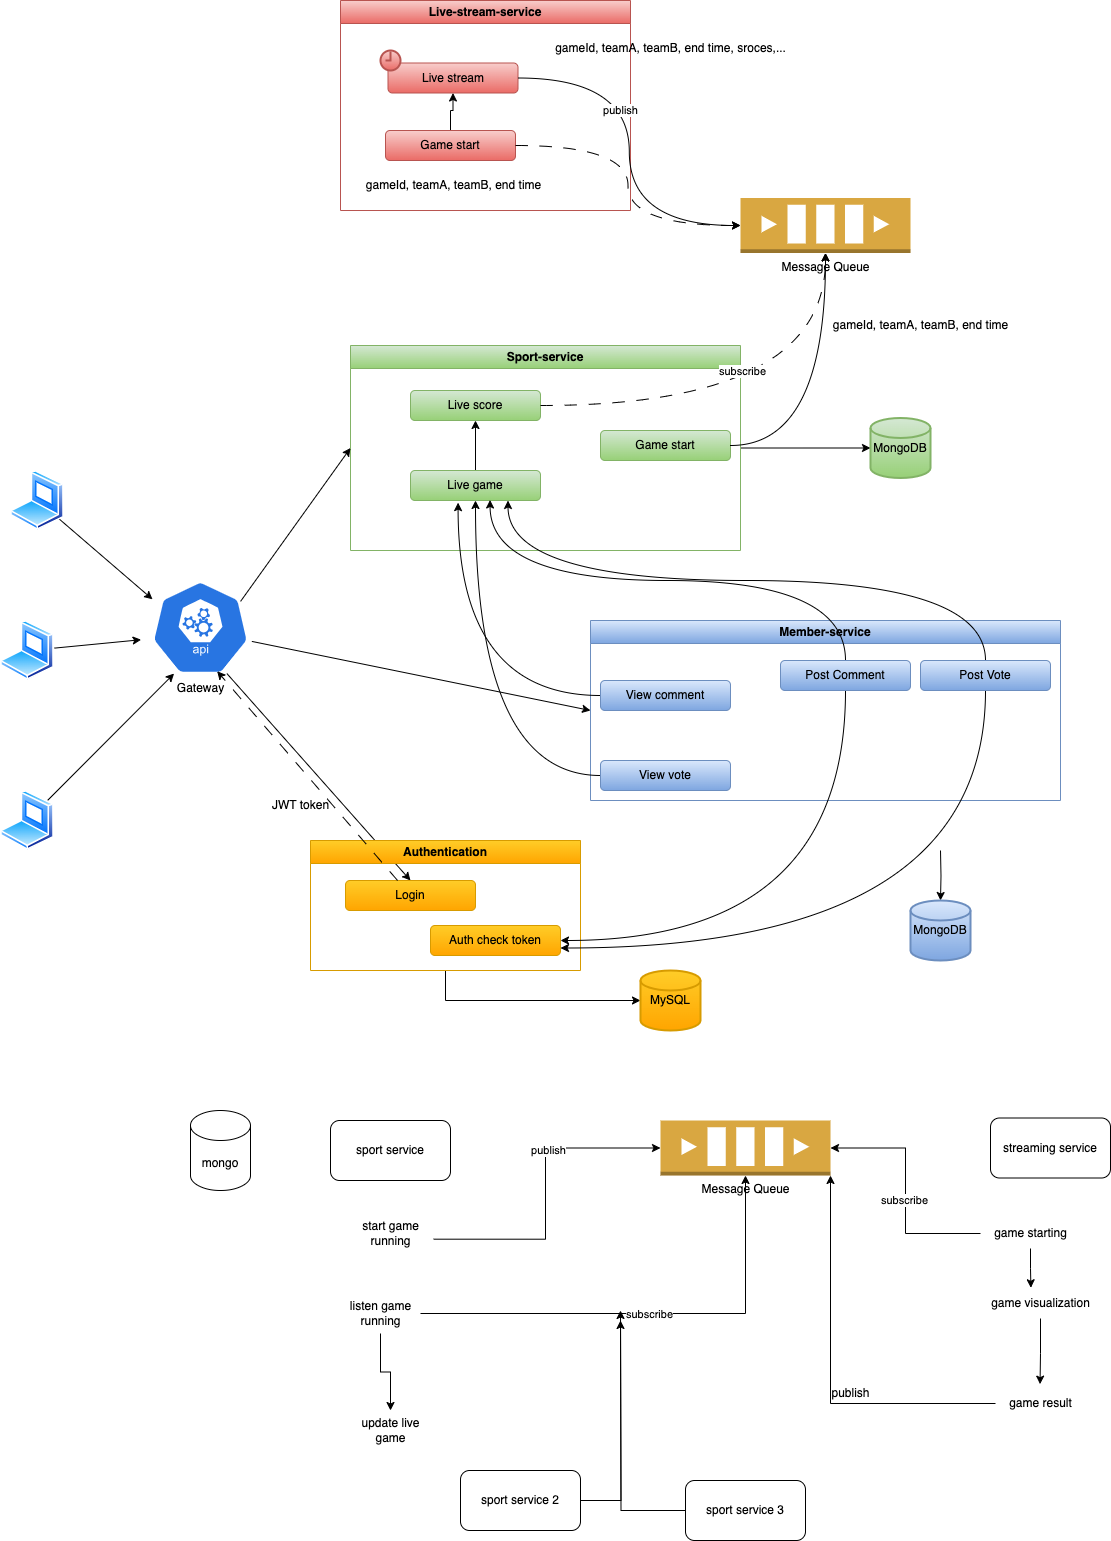 Live-stream-service
gameId, teamA, teamB, end time, sroces,...
Live stream
publish
Game start
gameId, teamA, teamB, end time
Message Queue
gameId, teamA, teamB, end time
Sport-service
subscribe
Live score
Game start
MongoDB
Live game
api
Gateway
Member-service
Post Comment
Post Vote
View comment
View vote
JWT token
Authentication
Login
Auth check token
MongoDB
MySQL
mongo
sport service
publish
Message Queue
streaming service
subscribe
start game
running
game starting
listen game
running
subscribe
game visualization
publish
game result
update live
game
sport service 2
sport service 3